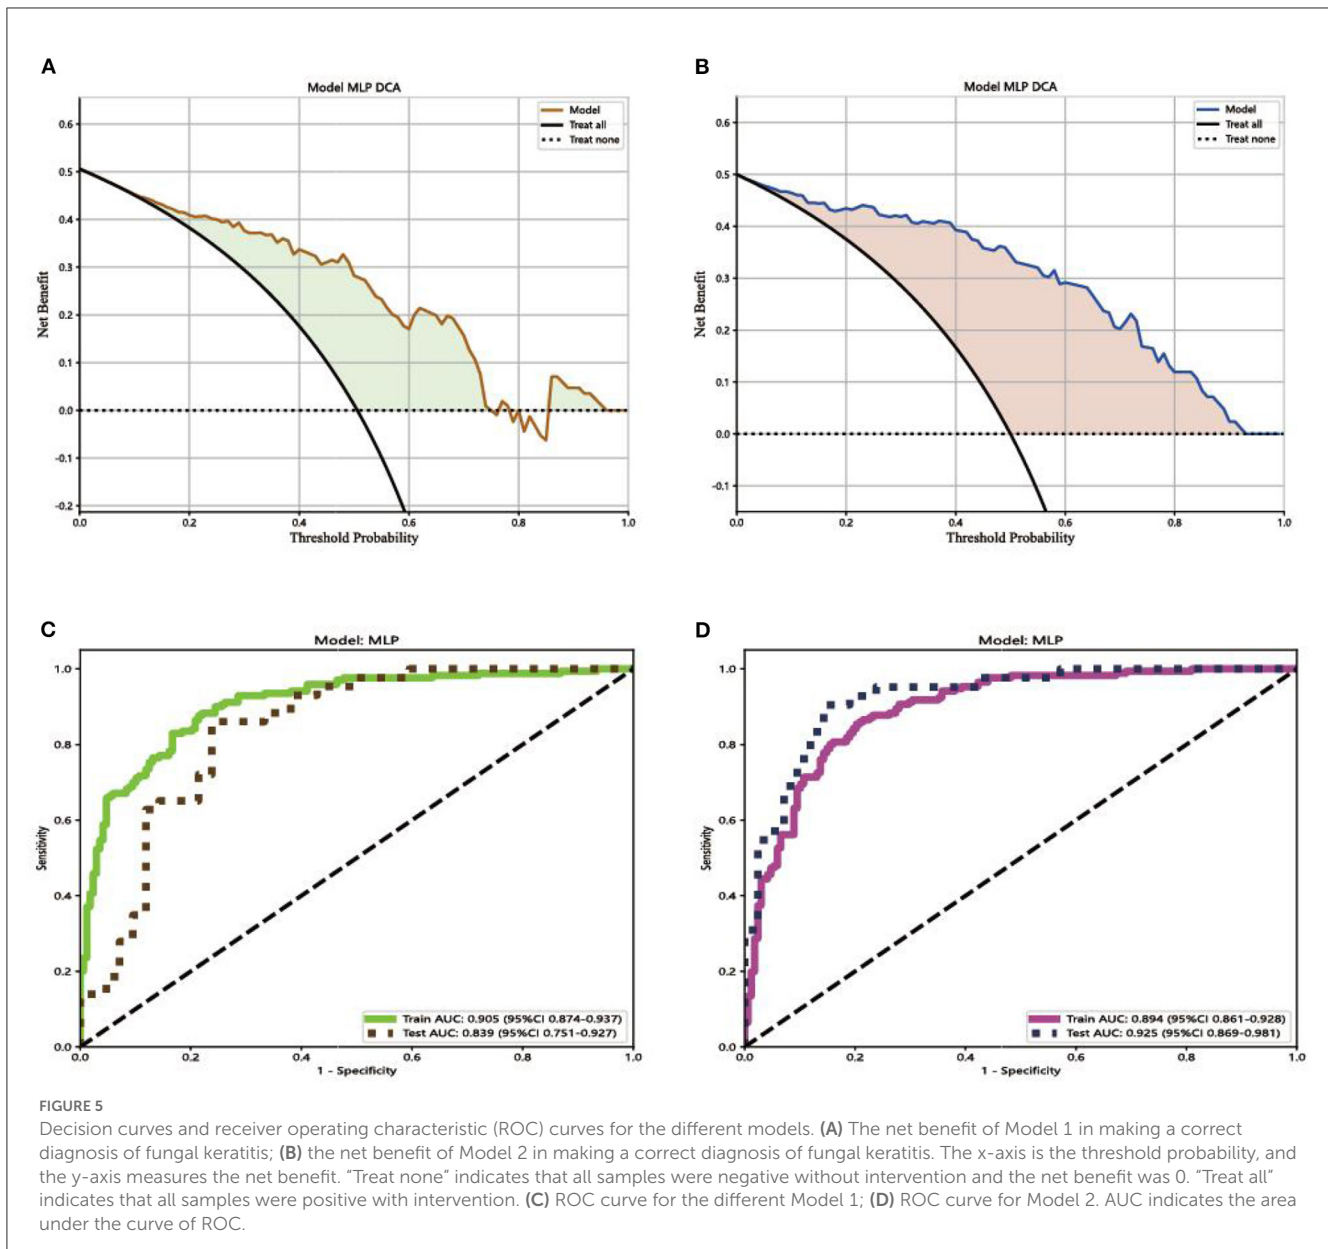 A
Model MLP DCA
Model
Treat all
Treat none
0.6
0.5
0.4
0.3
0.2
0.1
0.0
-0.1
-0.2
Net Benefit
0.0 0.2 0.4 0.6 0.8 1.0
Threshold Probability
B
Model MLP DCA
Model
Treat all
Treat none
0.6
0.5
0.4
0.3
0.2
0.1
0.0
-0.1
Net Benefit
0.0 0.2 0.4 0.6 0.8 1.0
Threshold Probability
C
Model: MLP
1.0
0.8
0.6
0.4
0.2
0.0
Sensitivity
Train AUC: 0.905 (95%CI 0.874-0.937)
Test AUC: 0.839 (95%CI 0.751-0.927)
0.0 0.2 0.4 0.6 0.8 1.0
1 - Specificity
D
Model: MLP
1.0
0.8
0.6
0.4
0.2
0.0
Sensitivity
Train AUC: 0.894 (95%CI 0.861-0.928)
Test AUC: 0.925 (95%CI 0.869-0.981)
0.0 0.2 0.4 0.6 0.8 1.0
1 - Specificity
FIGURE 5
Decision curves and receiver operating characteristic (ROC) curves for the different models. (A) The net benefit of Model 1 in making a correct
diagnosis of fungal keratitis; (B) the net benefit of Model 2 in making a correct diagnosis of fungal keratitis. The x-axis is the threshold probability, and
the y-axis measures the net benefit. "Treat none" indicates that all samples were negative without intervention and the net benefit was 0. "Treat all"
indicates that all samples were positive with intervention. (C) ROC curve for the different Model 1; (D) ROC curve for Model 2. AUC indicates the area
under the curve of ROC.